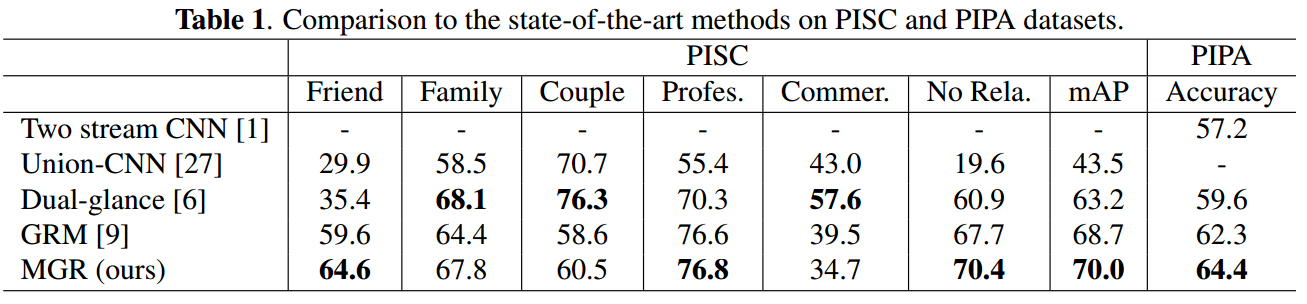 Table 1. Comparison to the state-of-the-art methods on PISC and PIPA datasets.
PISC PIPA
Friend Family Couple Profes. Commer. No Rela. mAP Accuracy
Two stream CNN [1] - - - - - - - 57.2
Union-CNN [27] 29.9 58.5 70.7 55.4 43.0 19.6 43.5 -
Dual-glance [6] 35.4 68.1 76.3 70.3 57.6 60.9 63.2 59.6
GRM [9] 59.6 64.4 58.6 76.6 39.5 67.7 68.7 62.3
MGR (ours) 64.6 67.8 60.5 76.8 34.7 70.4 70.0 64.4